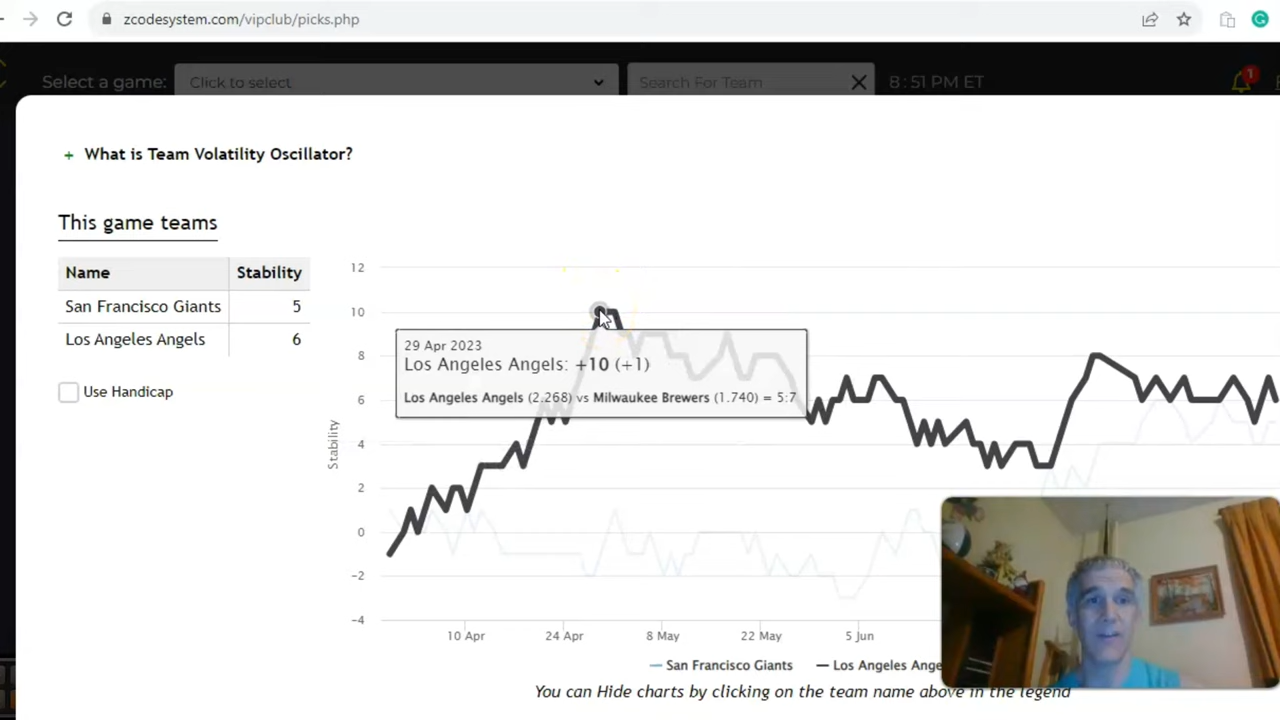 zcodesystem.com/vipclub/picks.php
Select a game: Click to select Search For Team 8:51 PM ET 1
+ What is Team Volatility Oscillator?
This game teams
Name Stability
San Francisco Giants 5
Los Angeles Angels 6
Use Handicap
12
10
8
6
4
2
0
-2
-4
Stability
29 Apr 2023
Los Angeles Angels: +10 (+1)
Los Angeles Angels (2.268) vs Milwaukee Brewers (1.740) = 5:7
10 Apr 24 Apr 8 May 22 May 5 Jun
San Francisco Giants Los Angeles Ange
You can Hide charts by clicking on the team name above in the legend